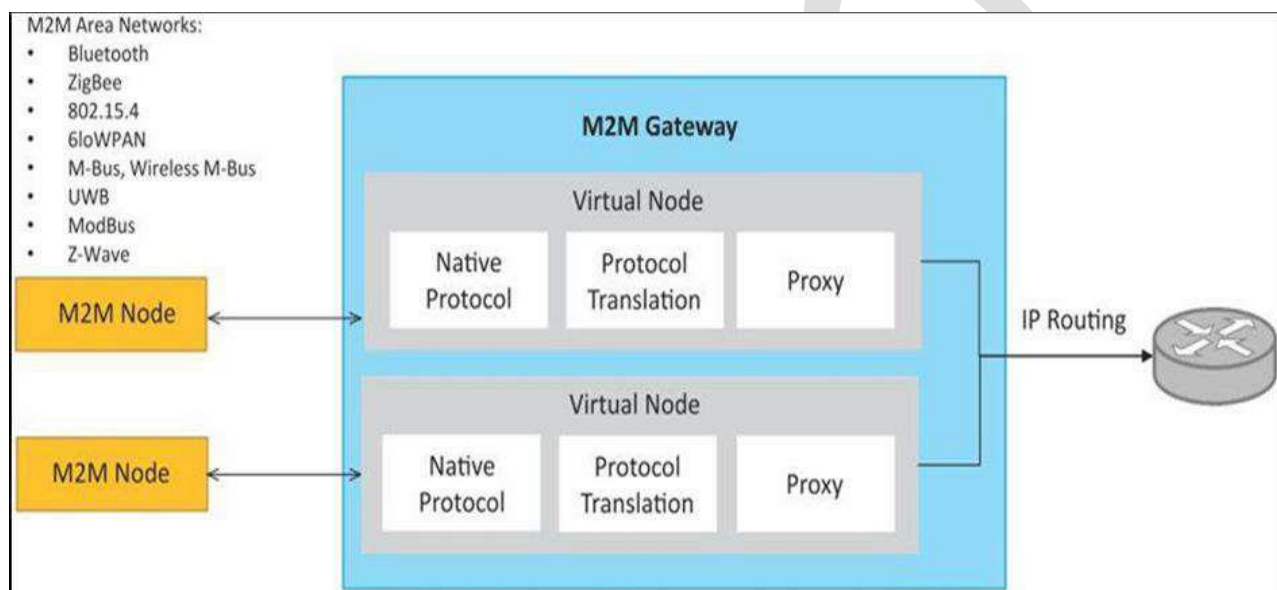 M2M Area Networks:
• Bluetooth
• ZigBee
• 802.15.4
• 6loWPAN
• M-Bus, Wireless M-Bus
• UWB
• ModBus
• Z-Wave
M2M Gateway
Virtual Node
Native
Protocol
Protocol
Translation
Proxy
M2M Node
IP Routing
Virtual Node
Native
Protocol
Protocol
Translation
Proxy
M2M Node